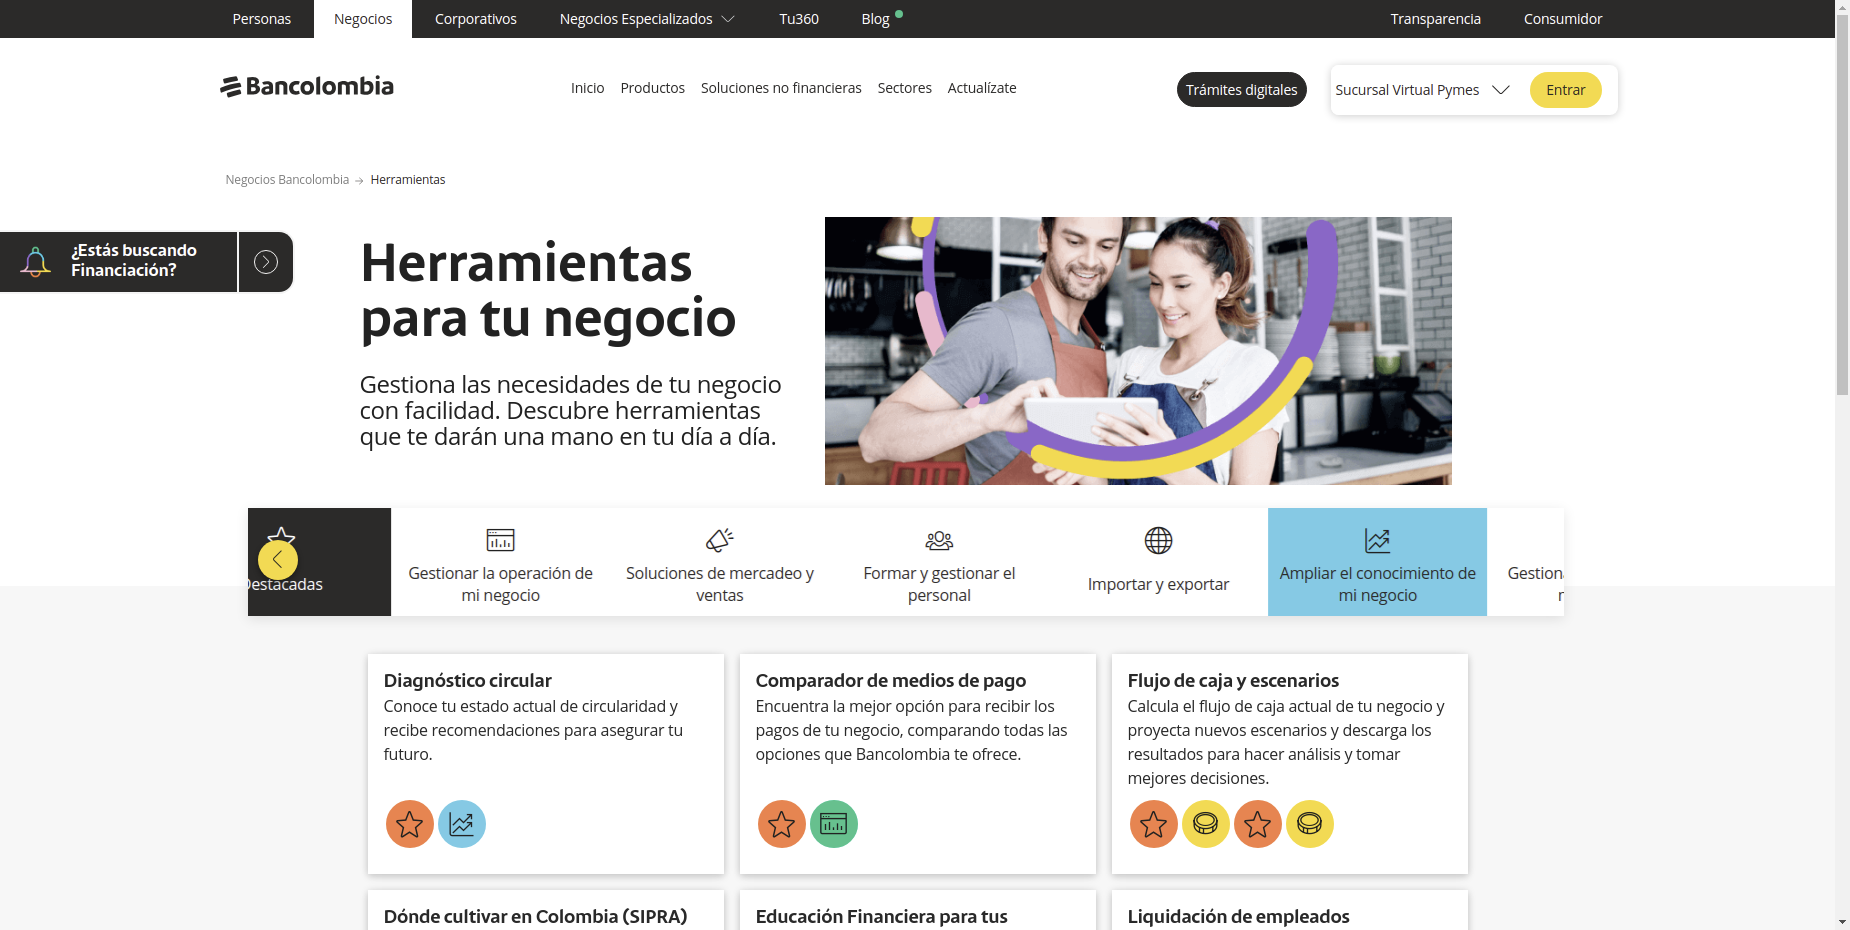 Personas
Negocios
Corporativos
Negocios Especializados
Tu360
Blog
Transparencia
Consumidor
Bancolombia
Inicio
Productos
Soluciones no financieras
Sectores
Actualízate
Trámites digitales
Sucursal Virtual Pymes
Entrar
Negocios Bancolombia → Herramientas
¿Estás buscando
Financiación?
Herramientas
para tu negocio
Gestiona las necesidades de tu negocio
con facilidad. Descubre herramientas
que te darán una mano en tu día a día.
Destacadas
Gestionar la operación de
mi negocio
Soluciones de mercadeo y
ventas
Formar y gestionar el
personal
Importar y exportar
Ampliar el conocimiento de
mi negocio
Diagnóstico circular
Conoce tu estado actual de circularidad y
recibe recomendaciones para asegurar tu
futuro.
Comparador de medios de pago
Encuentra la mejor opción para recibir los
pagos de tu negocio, comparando todas las
opciones que Bancolombia te ofrece.
Flujo de caja y escenarios
Calcula el flujo de caja actual de tu negocio y
proyecta nuevos escenarios y descarga los
resultados para hacer análisis y tomar
mejores decisiones.
Dónde cultivar en Colombia (SIPRA)
Educación Financiera para tus
Liquidación de empleados